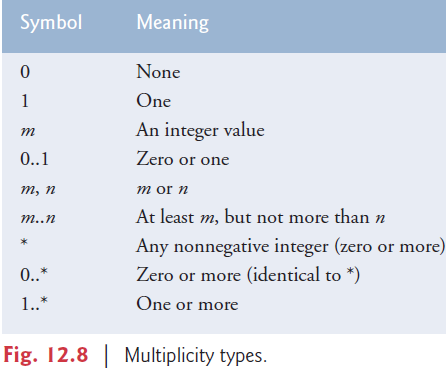 Symbol Meaning
0 None
1 One
m An integer value
0..1 Zero or one
m, n m or n
m..n At least m, but not more than n
* Any nonnegative integer (zero or more)
0..* Zero or more (identical to *)
1..* One or more
Fig. 12.8 | Multiplicity types.